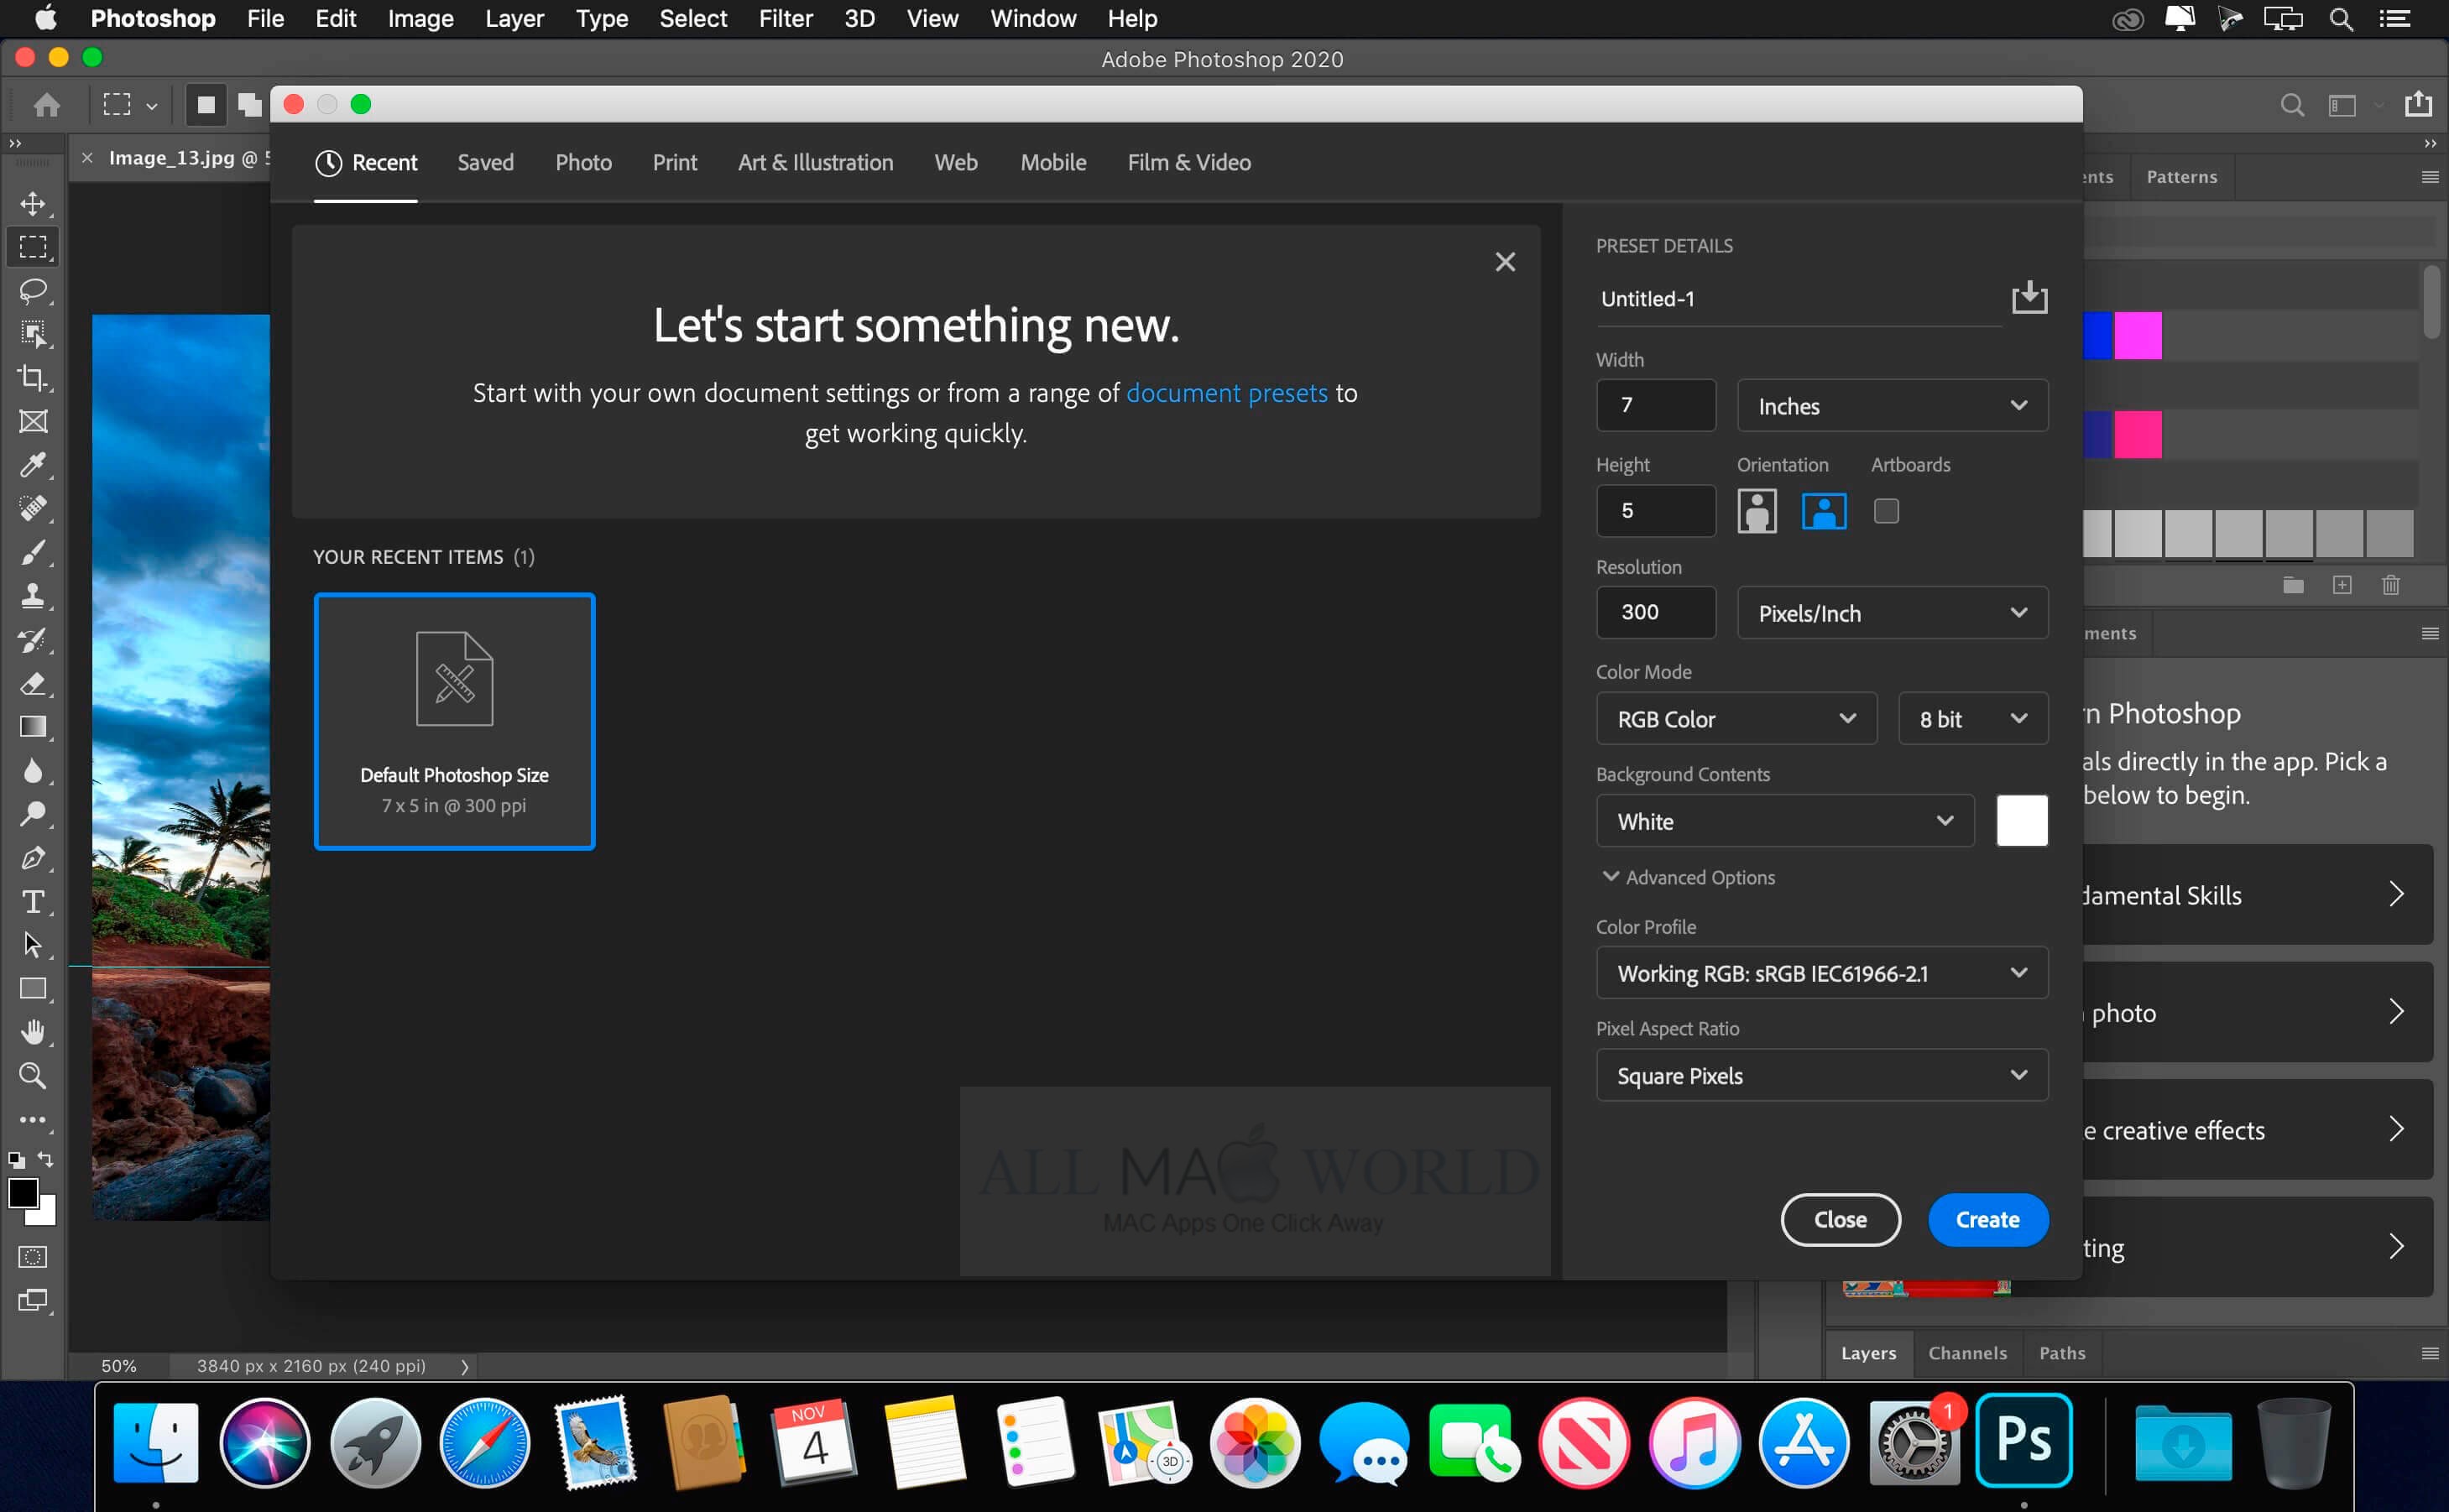 Photoshop File Edit Image Layer Type Select Filter 3D View Window Help
Adobe Photoshop 2020
Image_13.jpg @ 5
Recent Saved Photo Print Art & Illustration Web Mobile Film & Video
ents Patterns
Let's start something new.
Start with your own document settings or from a range of document presets to
get working quickly.
YOUR RECENT ITEMS (1)
Default Photoshop Size
7 x 5 in @ 300 ppi
PRESET DETAILS
Untitled-1
Width
7 Inches
Height Orientation Artboards
5
Resolution
300 Pixels/Inch
Color Mode
RGB Color 8 bit
Background Contents
White
Advanced Options
Color Profile
Working RGB: sRGB IEC61966-2.1
Pixel Aspect Ratio
Square Pixels
Close Create
ments
rn Photoshop
als directly in the app. Pick a
below to begin.
damental Skills
photo
e creative effects
ting
ALL MAC WORLD
MAC Apps One Click Away
Layers Channels Paths
50% 3840 px x 2160 px (240 ppi)
NOV
4
3D
1
Ps